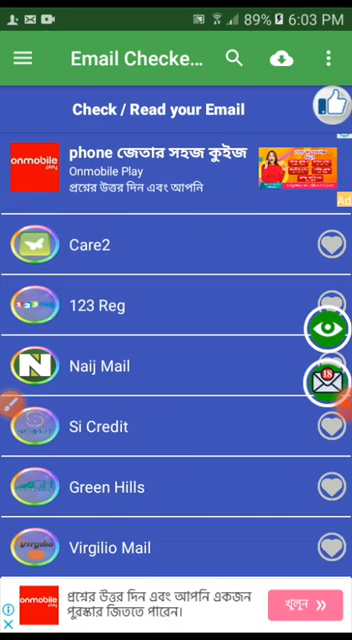 89% 6:03 PM
Email Checke...
Check / Read your Email
onmobile
play
phone জেতার সহজ কুইজ
Onmobile Play
প্রশ্নের উত্তর দিন এবং আপনি
Ad
Care2
123 Reg
Naij Mail
18
Si Credit
Green Hills
Virgilio Mail
onmobile
play
প্রশ্নের উত্তর দিন এবং আপনি একজন
পুরস্কার জিততে পারেন।
খুলুন »